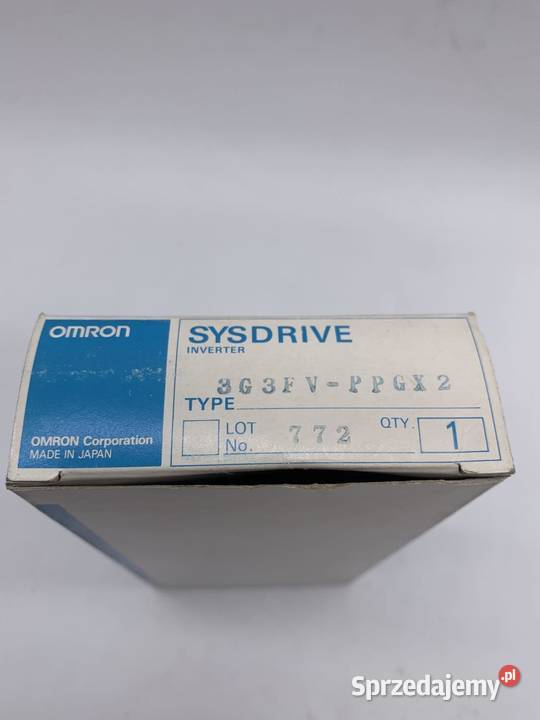 OMRON
OMRON Corporation
MADE IN JAPAN
SYSDRIVE
INVERTER
TYPE 3G3FV-PPGX2
LOT No. 772 QTY. 1
Sprzedajemy.pl